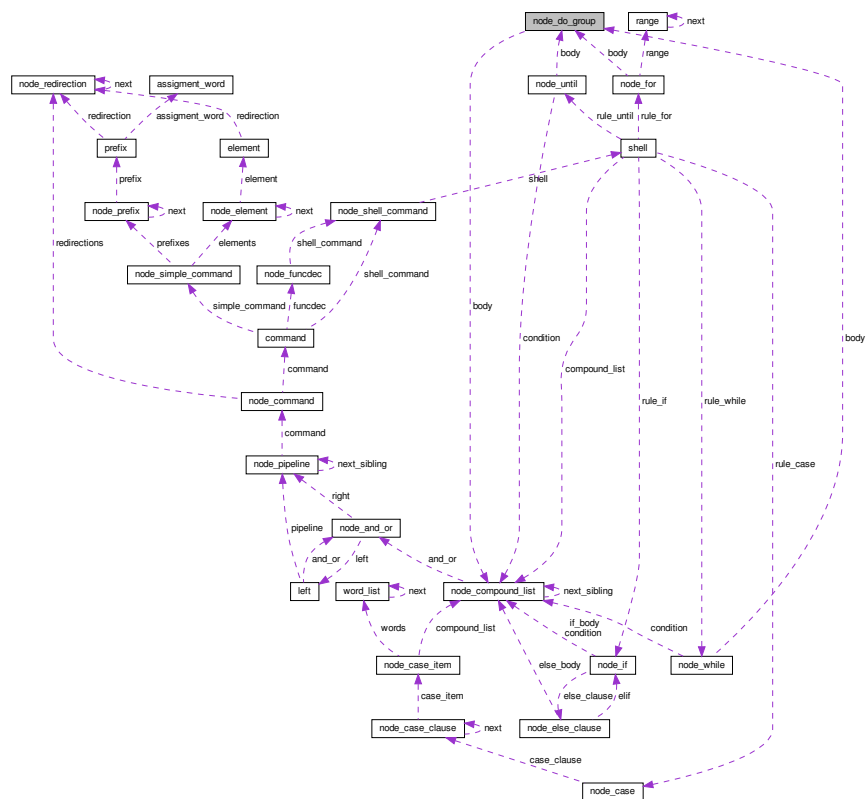 node_do_group
range
next
body
body
range
node_redirection
next
assigment_word
node_until
node_for
redirection
assigment_word
redirection
rule_until
rule_for
prefix
element
shell
prefix
element
shell
node_prefix
next
node_element
next
node_shell_command
redirections
prefixes
elements
shell_command
shell_command
node_simple_command
node_funcdec
simple_command
funcdec
body
condition
body
command
compound_list
command
node_command
rule_if
rule_while
command
node_pipeline
next_sibling
rule_case
right
pipeline
node_and_or
and_or
left
and_or
left
word_list
next
node_compound_list
next_sibling
words
compound_list
if_body
condition
condition
node_case_item
else_body
node_if
node_while
case_item
else_clause
elif
node_case_clause
next
node_else_clause
case_clause
node_case